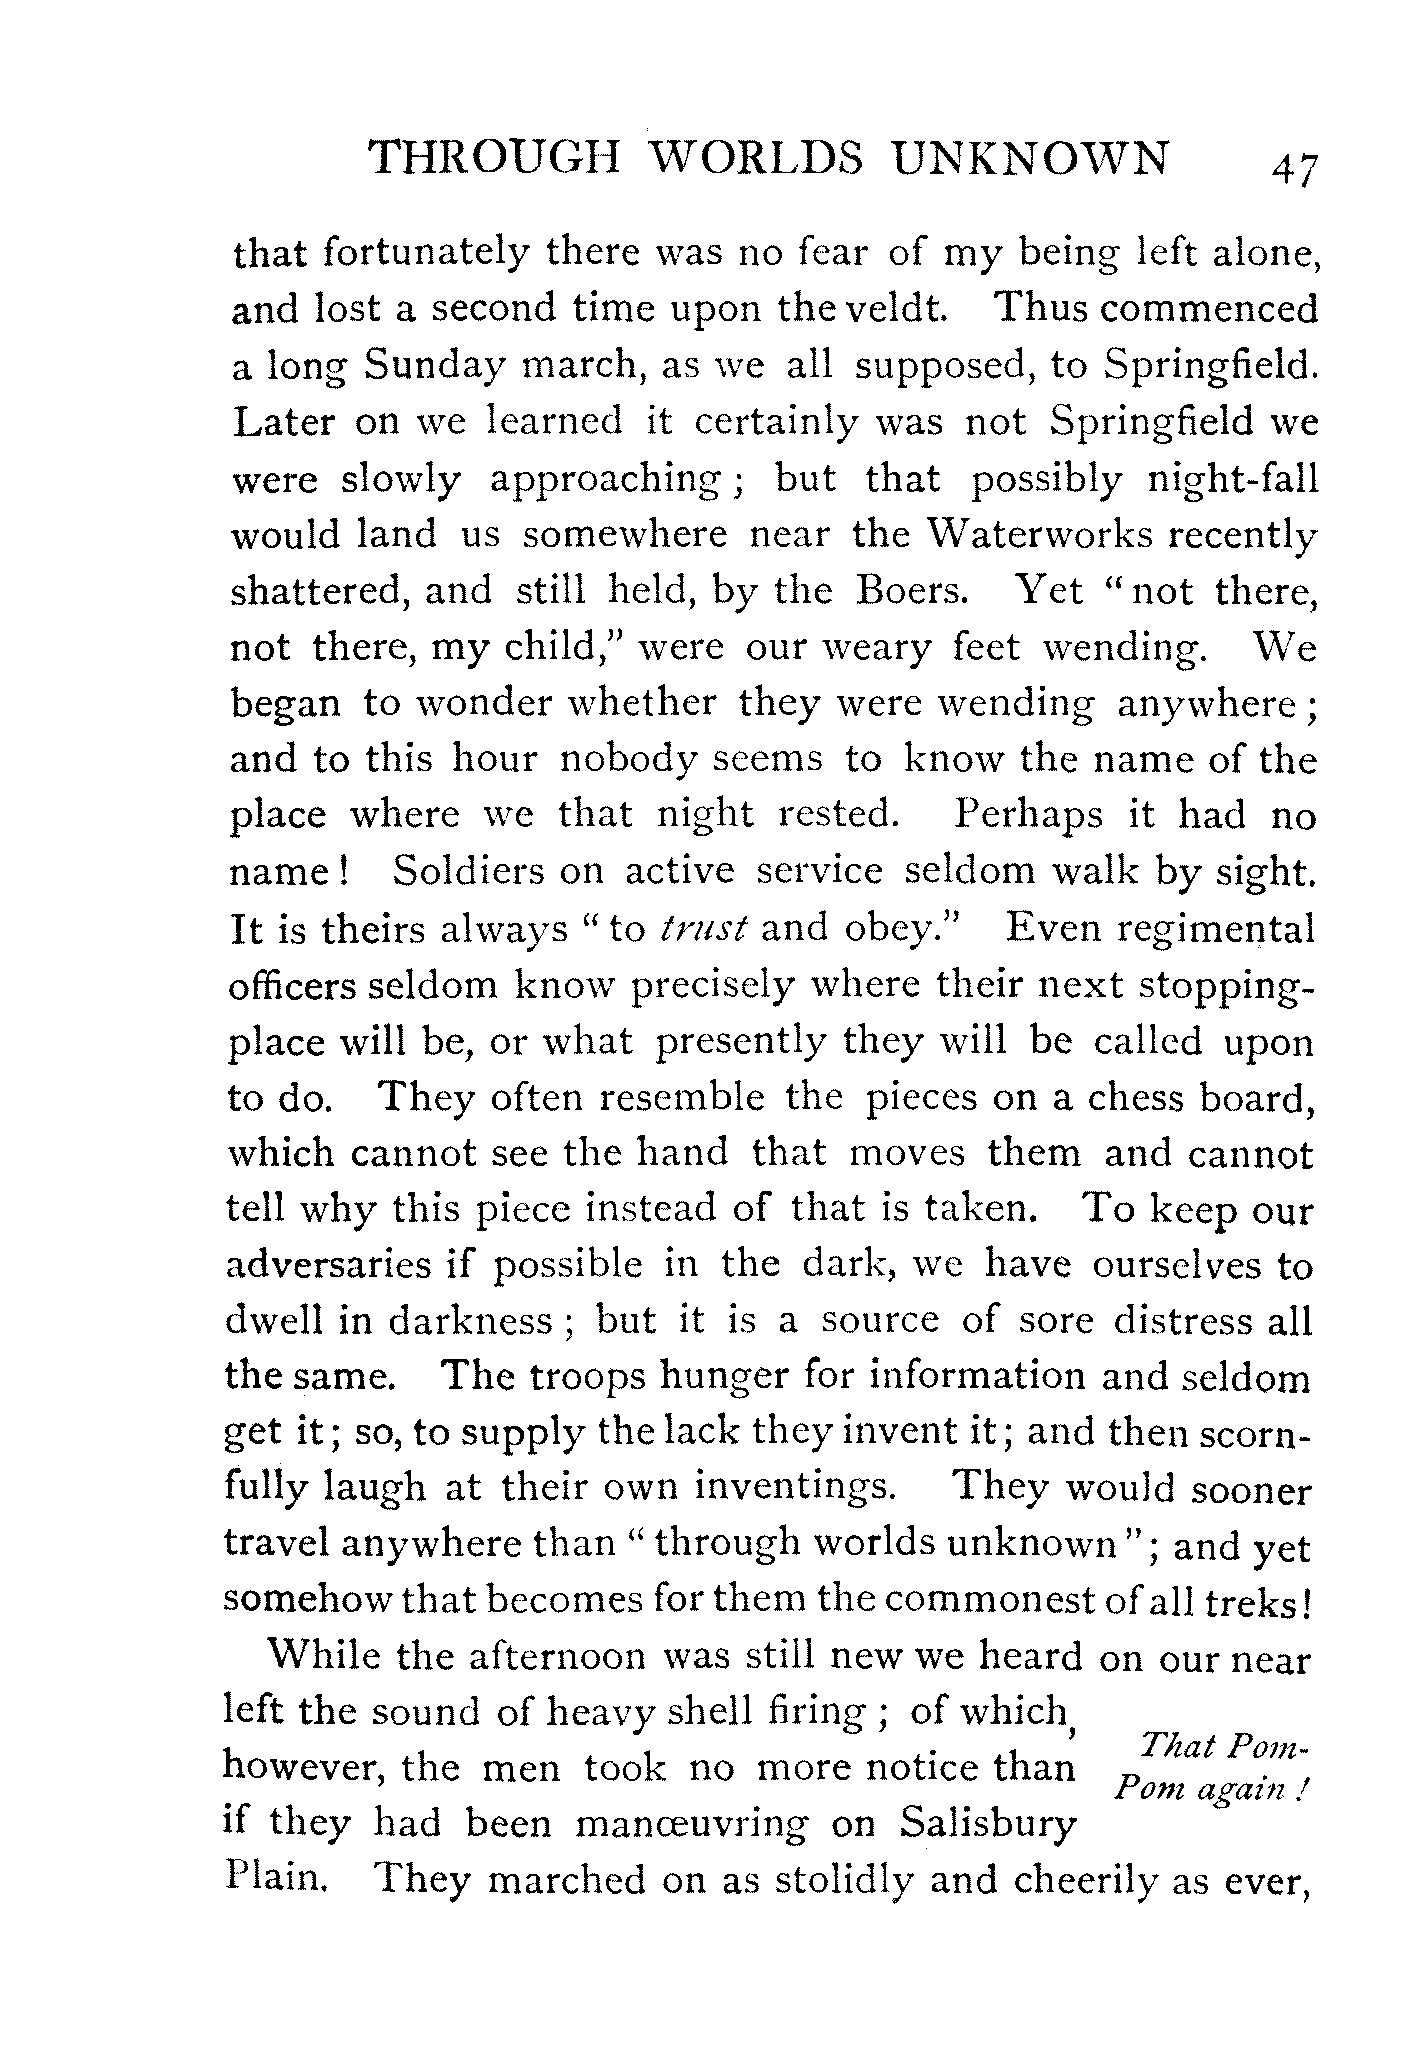 THROUGH WORLDS UNKNOWN 47
that fortunately there was no fear of my being left alone,
and lost a second time upon the veldt. Thus commenced
a long Sunday march, as we all supposed, to Springfield.
Later on we learned it certainly was not Springfield we
were slowly approaching ; but that possibly night-fall
would land us somewhere near the Waterworks recently
shattered, and still held, by the Boers. Yet “ not there,
not there, my child,” were our weary feet wending. We
began to wonder whether they were wending anywhere ;
and to this hour nobody seems to know the name of the
place where we that night rested. Perhaps it had no
name ! Soldiers on active service seldom walk by sight.
It is theirs always “ to trust and obey.” Even regimental
officers seldom know precisely where their next stopping-
place will be, or what presently they will be called upon
to do. They often resemble the pieces on a chess board,
which cannot see the hand that moves them and cannot
tell why this piece instead of that is taken. To keep our
adversaries if possible in the dark, we have ourselves to
dwell in darkness ; but it is a source of sore distress all
the same. The troops hunger for information and seldom
get it ; so, to supply the lack they invent it ; and then scorn-
fully laugh at their own inventings. They would sooner
travel anywhere than “ through worlds unknown ” ; and yet
somehow that becomes for them the commonest of all treks !
While the afternoon was still new we heard on our near
left the sound of heavy shell firing ; of which,
however, the men took no more notice than
if they had been manœuvring on Salisbury
That Pom-
Pom again !
Plain. They marched on as stolidly and cheerily as ever,